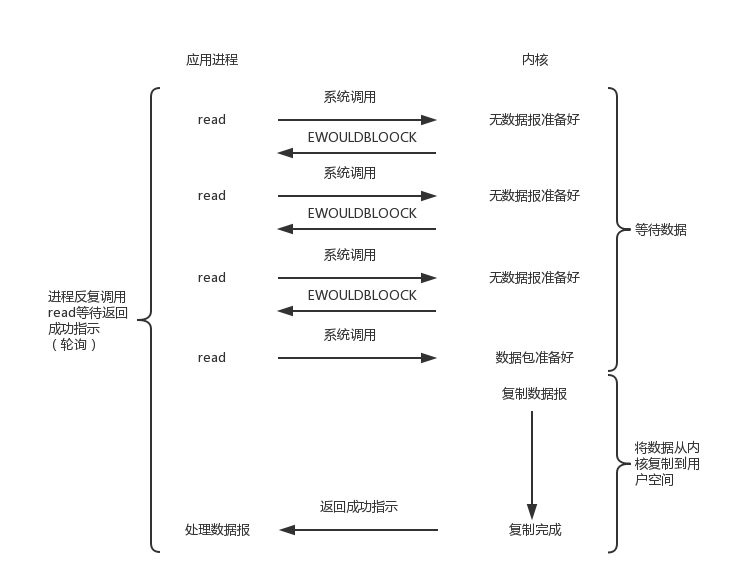 应用进程
内核
系统调用
read
无数据报准备好
EWOULDBLOOCK
系统调用
read
无数据报准备好
EWOULDBLOOCK
等待数据
系统调用
read
无数据报准备好
EWOULDBLOOCK
进程反复调用
read等待返回
成功指示
（轮询）
系统调用
read
数据包准备好
复制数据报
将数据从内
核复制到用
户空间
返回成功指示
处理数据报
复制完成